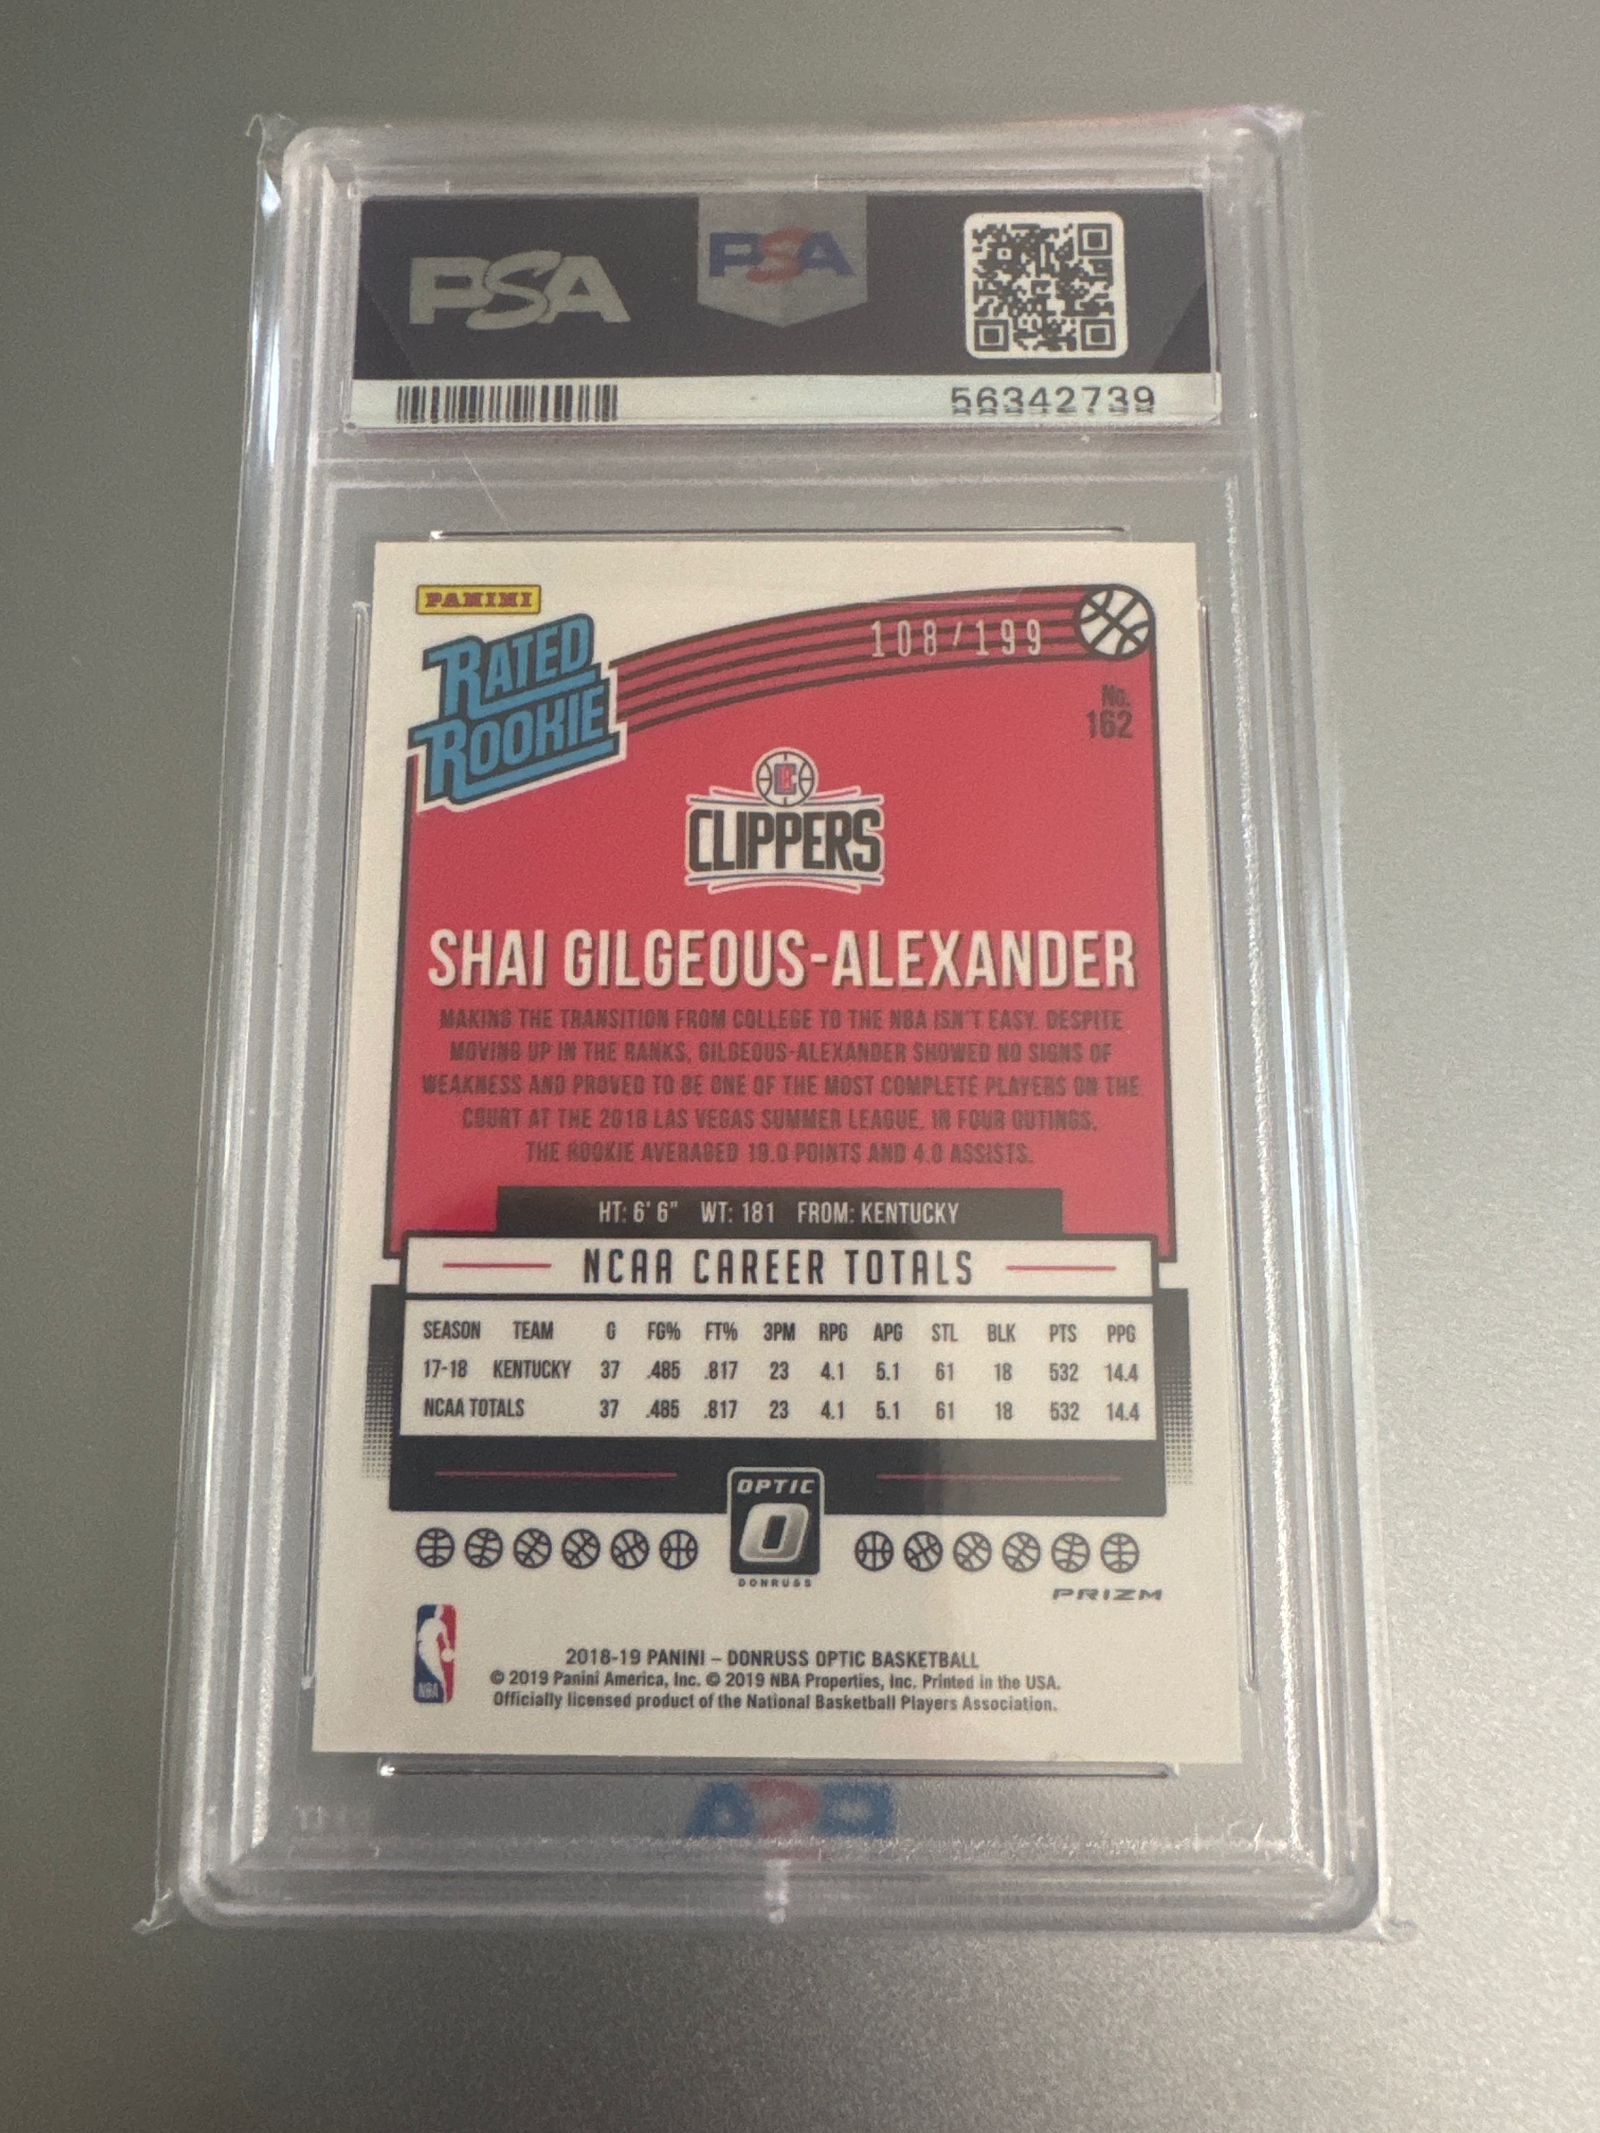 PSA
PSA
56342739
PANINI
RATED
ROOKIE
108/199
No.
162
CLIPPERS
SHAI GILGEOUS-ALEXANDER
MAKING THE TRANSITION FROM COLLEGE TO THE NBA ISN'T EASY. DESPITE
MOVING UP IN THE RANKS, GILGEOUS-ALEXANDER SHOWED NO SIGNS OF
WEAKNESS AND PROVED TO BE ONE OF THE MOST COMPLETE PLAYERS ON THE
COURT AT THE 2018 LAS VEGAS SUMMER LEAGUE. IN FOUR OUTINGS,
THE ROOKIE AVERAGED 19.0 POINTS AND 4.0 ASSISTS.
HT: 6' 6" WT: 181 FROM: KENTUCKY
NCAA CAREER TOTALS
SEASON TEAM G FG% FT% 3PM RPG APG STL BLK PTS PPG
17-18 KENTUCKY 37 .485 .817 23 4.1 5.1 61 18 532 14.4
NCAA TOTALS 37 .485 .817 23 4.1 5.1 61 18 532 14.4
OPTIC
O
DONRUSS
PRIZM
NBA
2018-19 PANINI – DONRUSS OPTIC BASKETBALL
© 2019 Panini America, Inc. © 2019 NBA Properties, Inc. Printed in the USA.
Officially licensed product of the National Basketball Players Association.